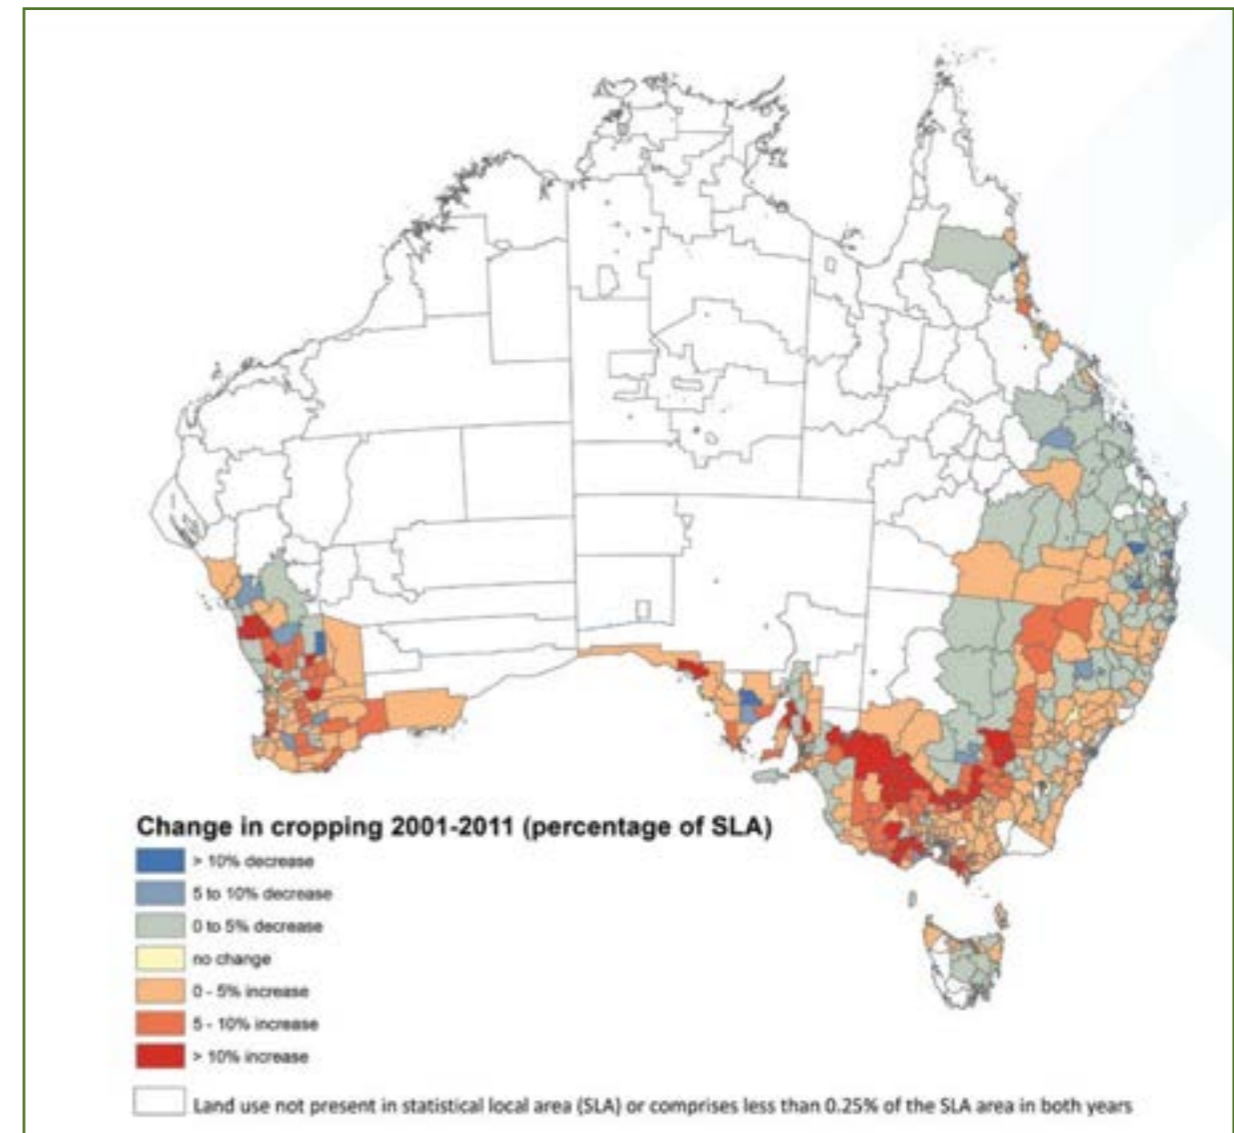 Change in cropping 2001-2011 (percentage of SLA)
> 10% decrease
5 to 10% decrease
0 to 5% decrease
no change
0 - 5% increase
5 - 10% increase
> 10% increase
Land use not present in statistical local area (SLA) or comprises less than 0.25% of the SLA area in both years